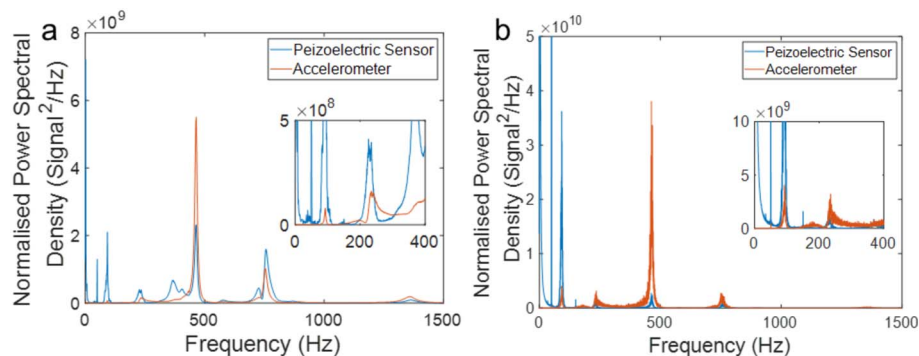 a
×10⁹
Normalised Power Spectral
Density (Signal²/Hz)
8
6
4
2
0
Peizoelectric Sensor
Accelerometer
×10⁸
5
0
0 200 400
0 500 1000 1500
Frequency (Hz)
b
×10¹⁰
Normalised Power Spectral
Density (Signal²/Hz)
5
4
3
2
1
0
Peizoelectric Sensor
Accelerometer
×10⁹
10
5
0
0 200 400
0 500 1000 1500
Frequency (Hz)